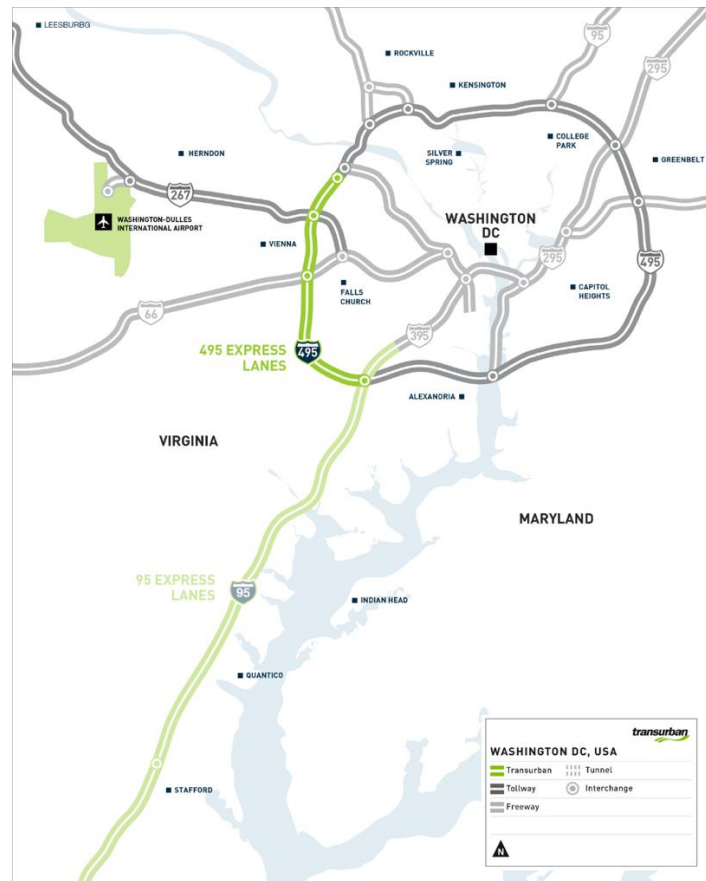 LEESBURBG
ROCKVILLE
95
295
KENSINGTON
HERNDON
SILVER
SPRING
COLLEGE
PARK
GREENBELT
267
WASHINGTON-DULLES
INTERNATIONAL AIRPORT
VIENNA
WASHINGTON
DC
295
495
FALLS
CHURCH
CAPITOL
HEIGHTS
66
395
495 EXPRESS
LANES
495
ALEXANDRIA
VIRGINIA
MARYLAND
95 EXPRESS
LANES
95
INDIAN HEAD
QUANTICO
STAFFORD
transurban
WASHINGTON DC, USA
Transurban
Tunnel
Tollway
Interchange
Freeway
N